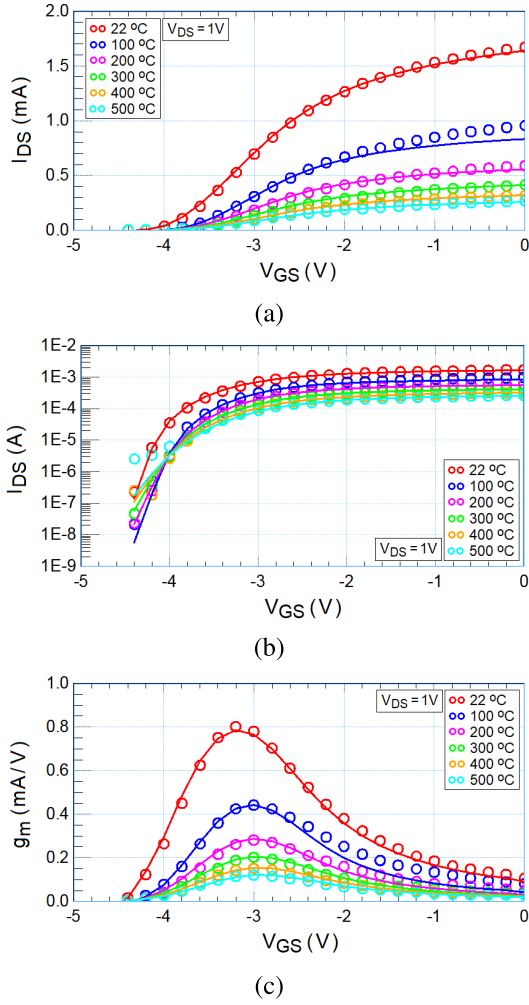 2.0
1.5
1.0
0.5
0.0
I_DS (mA)
22 ºC
100 ºC
200 ºC
300 ºC
400 ºC
500 ºC
V_DS = 1V
-5 -4 -3 -2 -1 0
V_GS (V)
(a)
1E-2
1E-3
1E-4
1E-5
1E-6
1E-7
1E-8
1E-9
I_DS (A)
22 ºC
100 ºC
200 ºC
300 ºC
400 ºC
500 ºC
V_DS = 1V
-5 -4 -3 -2 -1 0
V_GS (V)
(b)
1.0
0.8
0.6
0.4
0.2
0.0
g_m (mA/V)
V_DS = 1V
22 ºC
100 ºC
200 ºC
300 ºC
400 ºC
500 ºC
-5 -4 -3 -2 -1 0
V_GS (V)
(c)